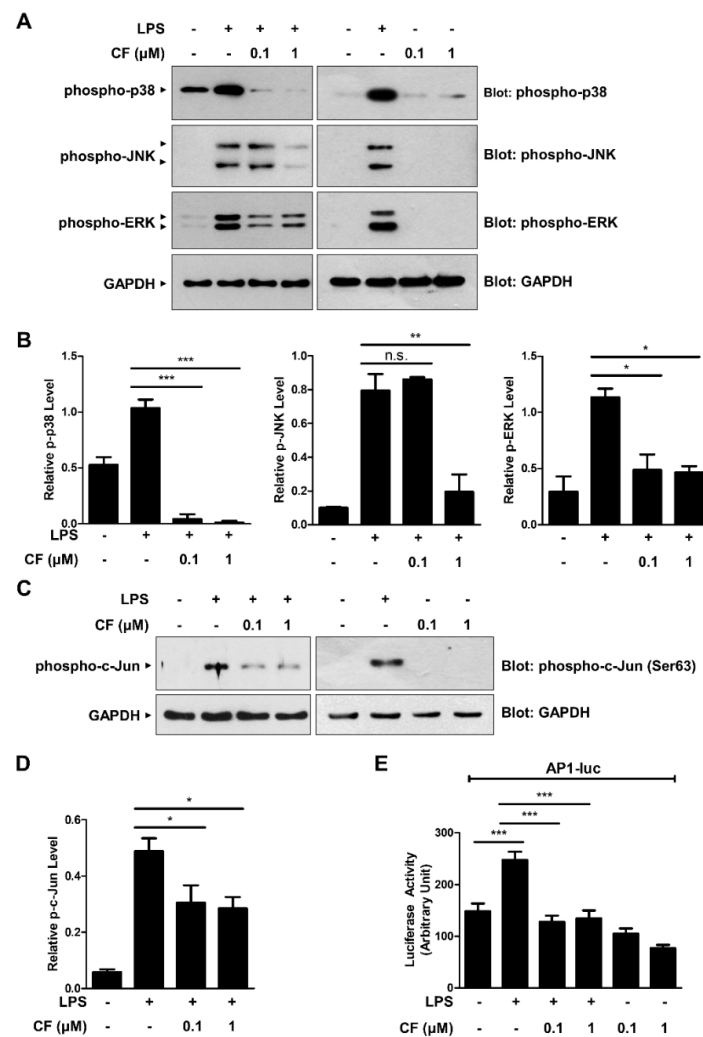 A
LPS - + + + - + - -
CF (μM) - - 0.1 1 - - 0.1 1
phospho-p38 Blot: phospho-p38
phospho-JNK Blot: phospho-JNK
phospho-ERK Blot: phospho-ERK
GAPDH Blot: GAPDH
B
Relative p-p38 Level
1.5
1.0
0.5
0.0
***
***
LPS - + + +
CF (μM) - - 0.1 1
Relative p-JNK Level
1.0
0.8
0.6
0.4
0.2
0.0
**
n.s.
- + + +
- - 0.1 1
Relative p-ERK Level
1.5
1.0
0.5
0.0
*
*
- + + +
- - 0.1 1
C
LPS - + + + - + - -
CF (μM) - - 0.1 1 - - 0.1 1
phospho-c-Jun Blot: phospho-c-Jun (Ser63)
GAPDH Blot: GAPDH
D
Relative p-c-Jun Level
0.6
0.4
0.2
0.0
*
*
LPS - + + +
CF (μM) - - 0.1 1
E
AP1-luc
Luciferase Activity
(Arbitrary Unit)
300
200
100
0
***
***
***
LPS - + + + - -
CF (μM) - - 0.1 1 0.1 1